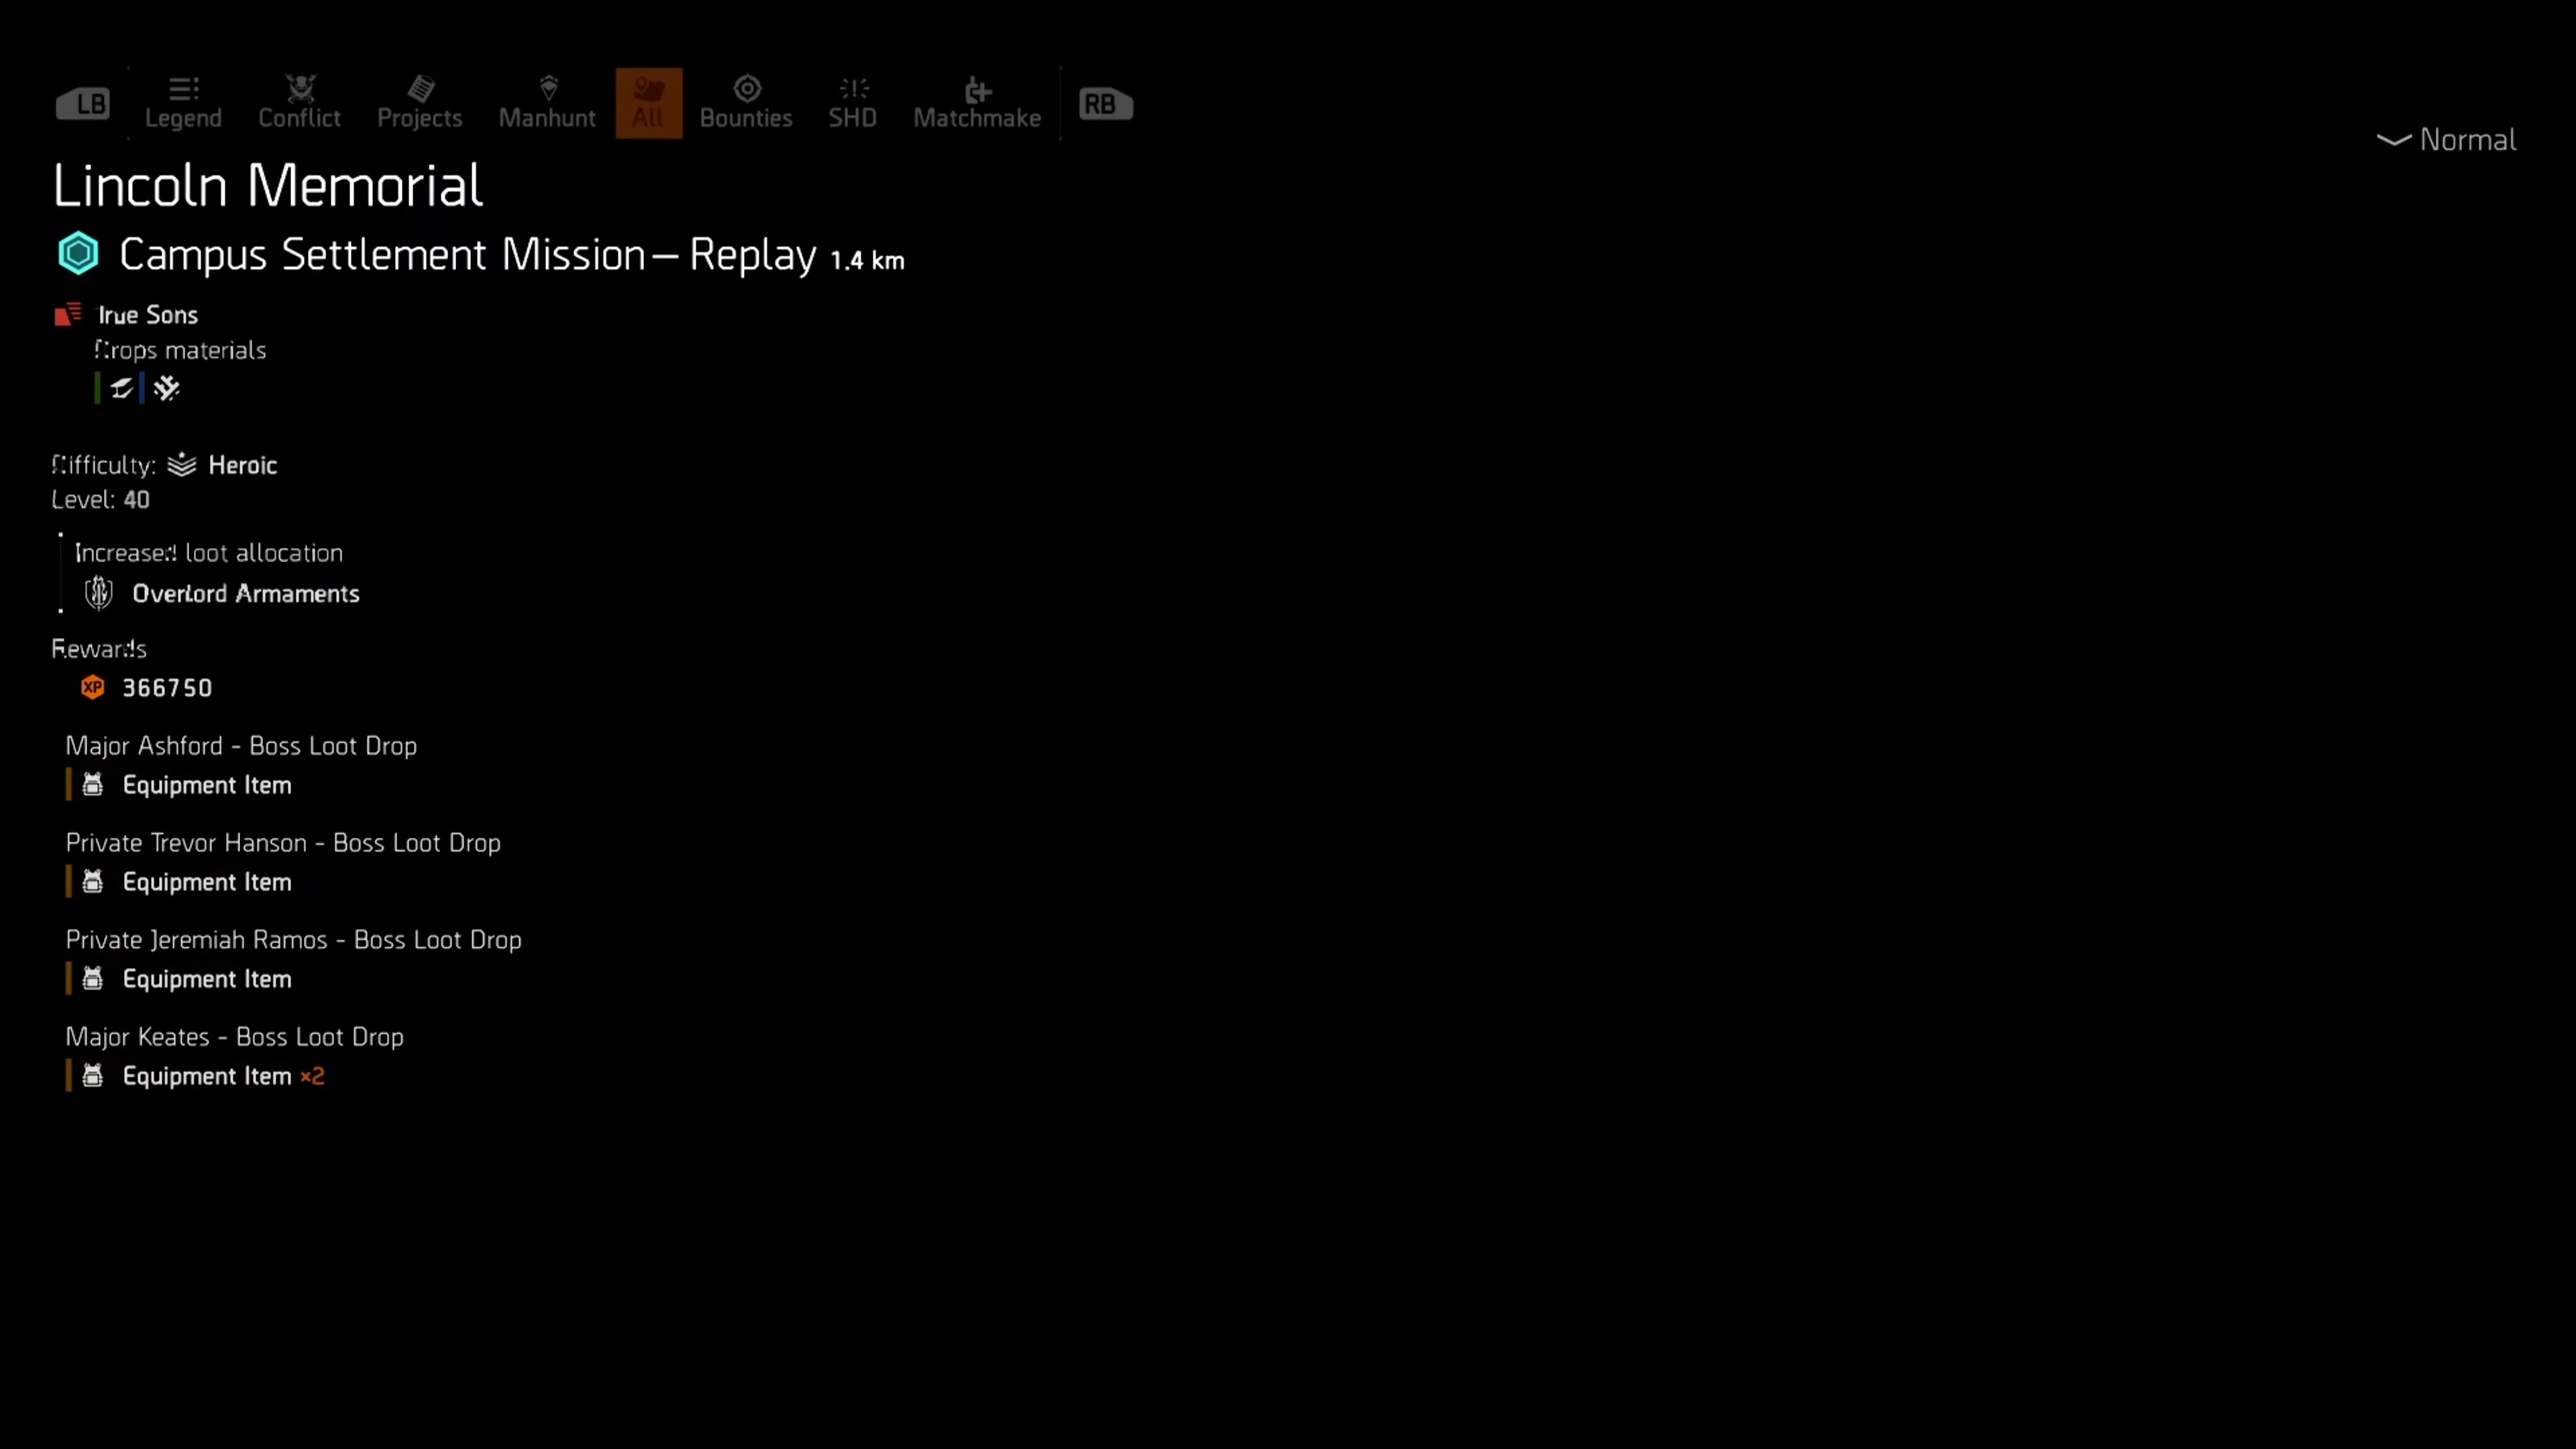 LB
Legend
Conflict
Projects
Manhunt
All
Bounties
SHD
Matchmake
RB
Normal
Lincoln Memorial
Campus Settlement Mission — Replay 1.4 km
True Sons
Drops materials
Difficulty: Heroic
Level: 40
Increased loot allocation
Overlord Armaments
Rewards
XP 366750
Major Ashford - Boss Loot Drop
Equipment Item
Private Trevor Hanson - Boss Loot Drop
Equipment Item
Private Jeremiah Ramos - Boss Loot Drop
Equipment Item
Major Keates - Boss Loot Drop
Equipment Item ×2